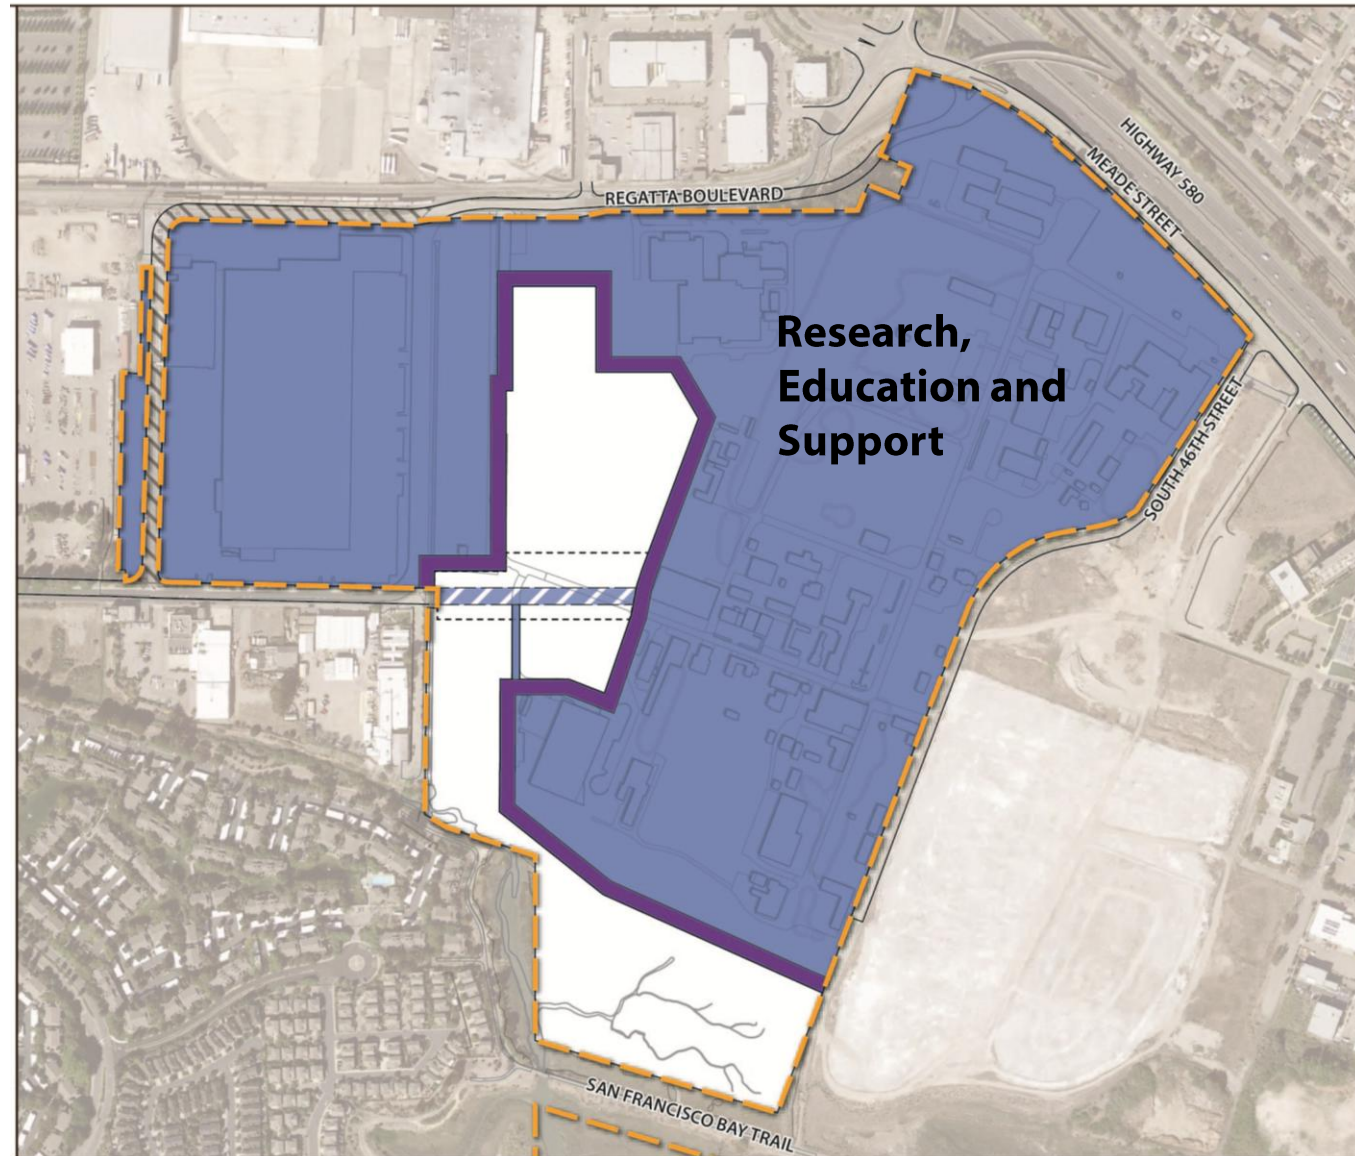 HIGHWAY 580
MEADE STREET
REGATTA BOULEVARD
Research,
Education and
Support
SOUTH 46TH STREET
SAN FRANCISCO BAY TRAIL